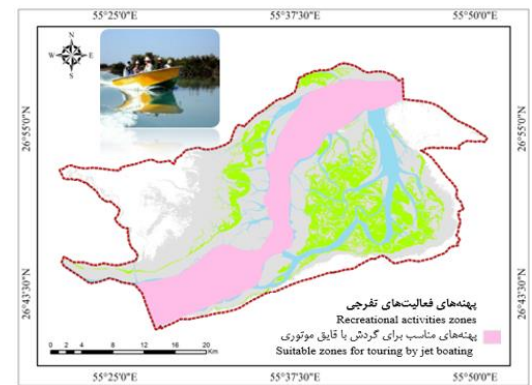 55°25'0"E 55°37'30"E 55°50'0"E
N
W E
S
26°55'0"N 26°55'0"N
26°43'30"N 26°43'30"N
پهنه‌های فعالیت‌های تفرجی
Recreational activities zones
پهنه‌های مناسب برای گردش با قایق موتوری
Suitable zones for touring by jet boating
0 2 4 8 12 16 20
Km
55°25'0"E 55°37'30"E 55°50'0"E